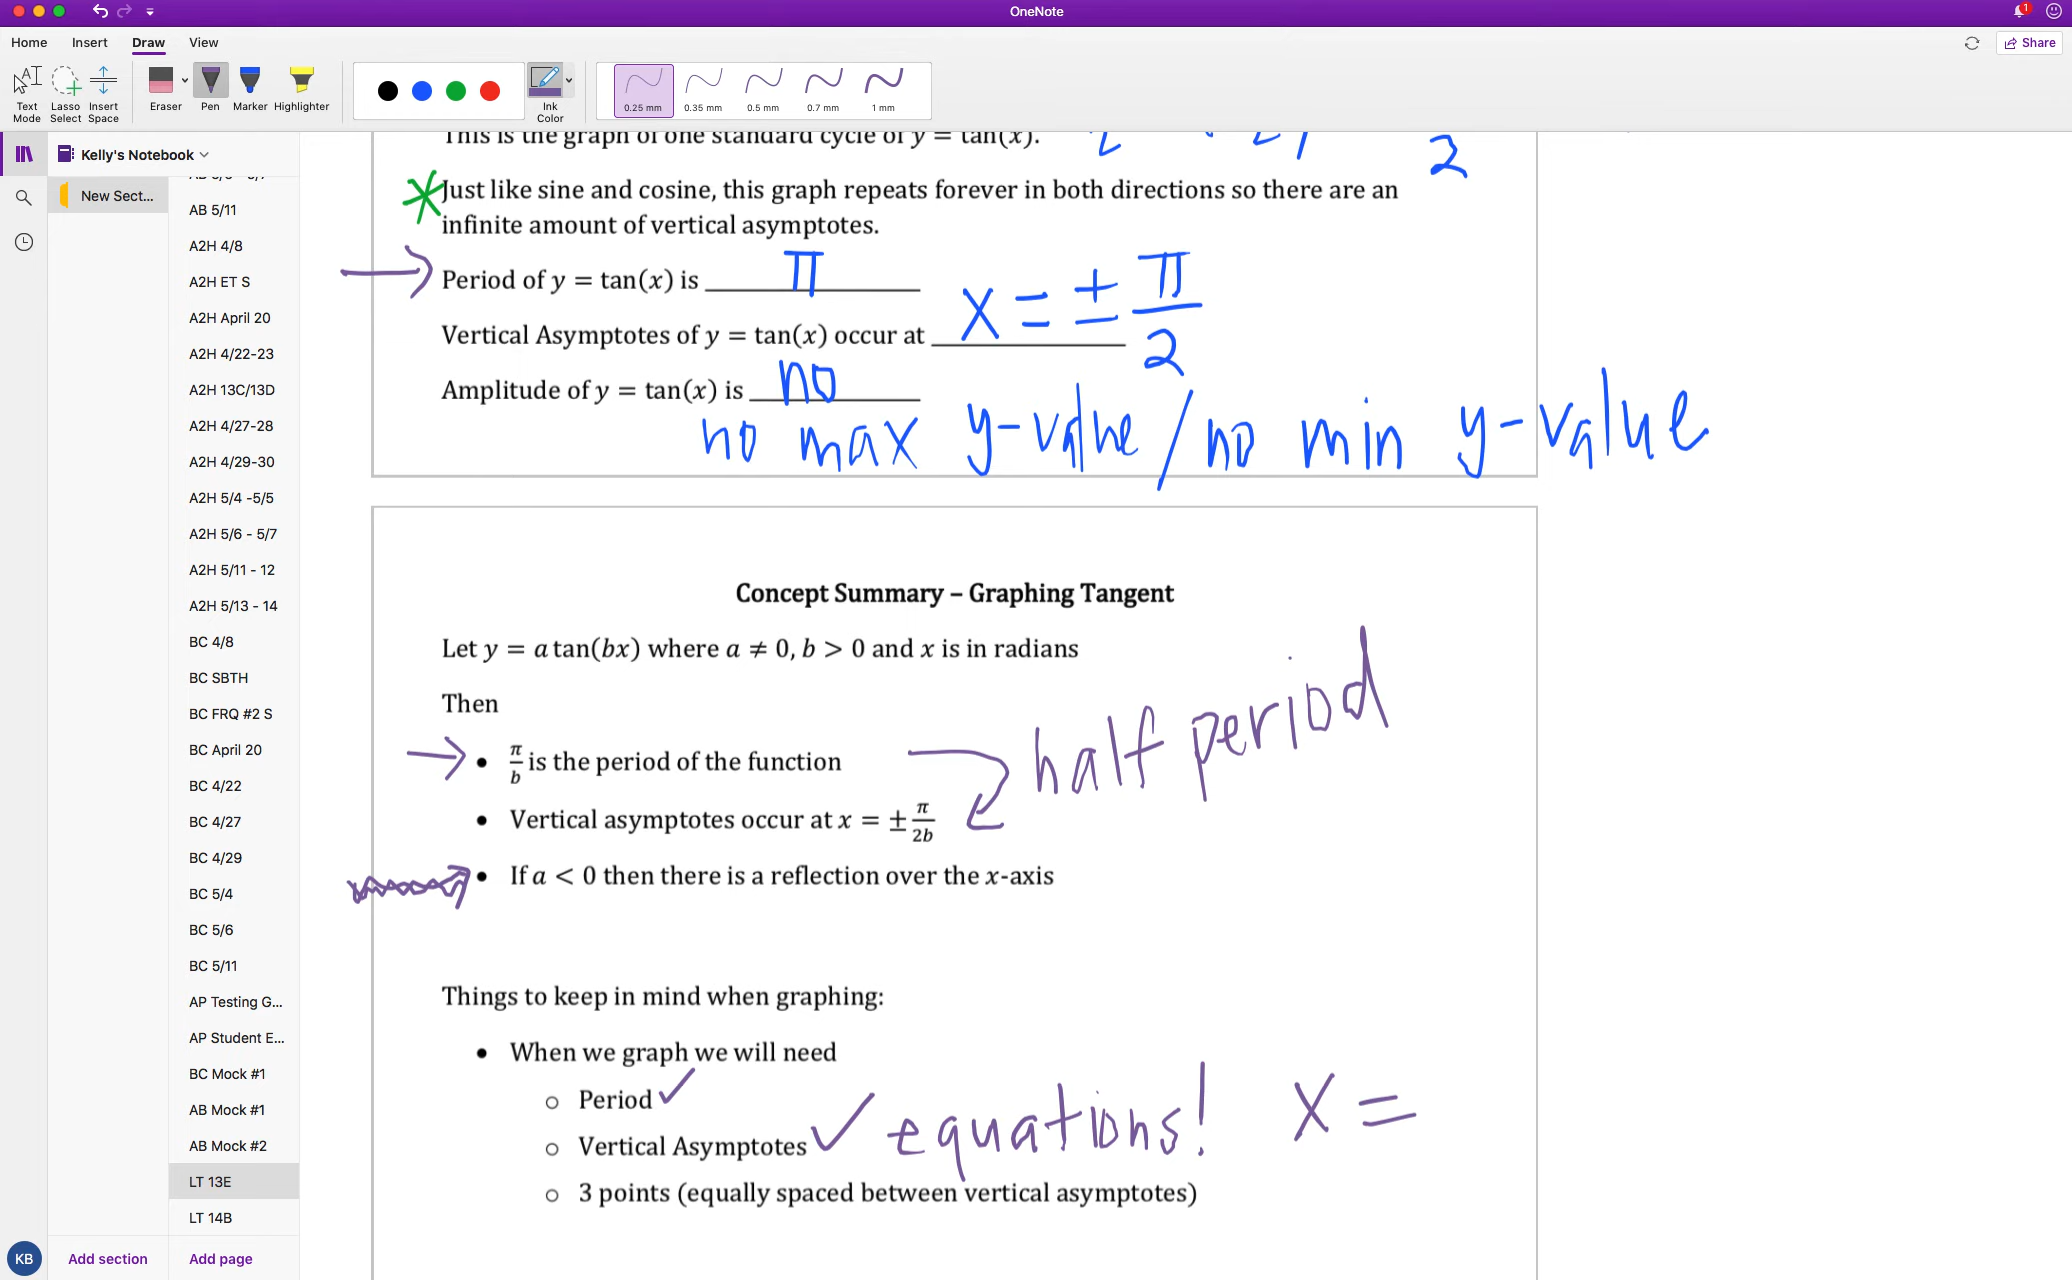 OneNote
1
Home Insert Draw View
Share
Text Mode
Lasso Select
Insert Space
Eraser
Pen
Marker
Highlighter
Ink Color
0.25 mm
0.35 mm
0.5 mm
0.7 mm
1 mm
Kelly's Notebook
New Sect...
AB 5/11
A2H 4/8
A2H ET S
A2H April 20
A2H 4/22-23
A2H 13C/13D
A2H 4/27-28
A2H 4/29-30
A2H 5/4 -5/5
A2H 5/6 - 5/7
A2H 5/11 - 12
A2H 5/13 - 14
BC 4/8
BC SBTH
BC FRQ #2 S
BC April 20
BC 4/22
BC 4/27
BC 4/29
BC 5/4
BC 5/6
BC 5/11
AP Testing G...
AP Student E...
BC Mock #1
AB Mock #1
AB Mock #2
LT 13E
LT 14B
KB
Add section
Add page
This is the graph of one standard cycle of y = tan(x).
2
Just like sine and cosine, this graph repeats forever in both directions so there are an
infinite amount of vertical asymptotes.
Period of y = tan(x) is π
Vertical Asymptotes of y = tan(x) occur at x = ± π/2
Amplitude of y = tan(x) is no
no max y-value / no min y-value
Concept Summary – Graphing Tangent
Let y = a tan(bx) where a ≠ 0, b > 0 and x is in radians
Then
• π/b is the period of the function
half period
• Vertical asymptotes occur at x = ± π/2b
• If a < 0 then there is a reflection over the x-axis
Things to keep in mind when graphing:
• When we graph we will need
o Period ✓
o Vertical Asymptotes ✓ equations! x =
o 3 points (equally spaced between vertical asymptotes)